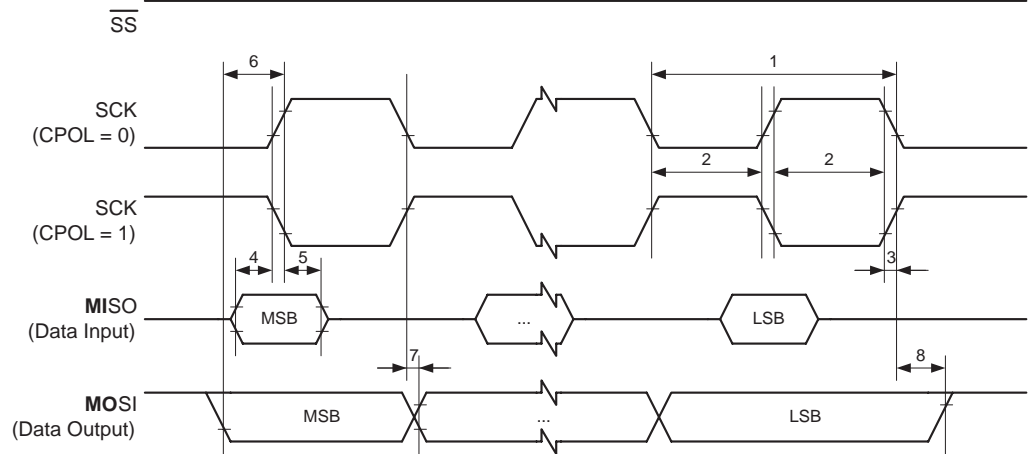 SS
6
1
SCK
(CPOL = 0)
2
2
SCK
(CPOL = 1)
4
5
3
MISO
(Data Input)
MSB
...
LSB
7
8
MOSI
(Data Output)
MSB
...
LSB